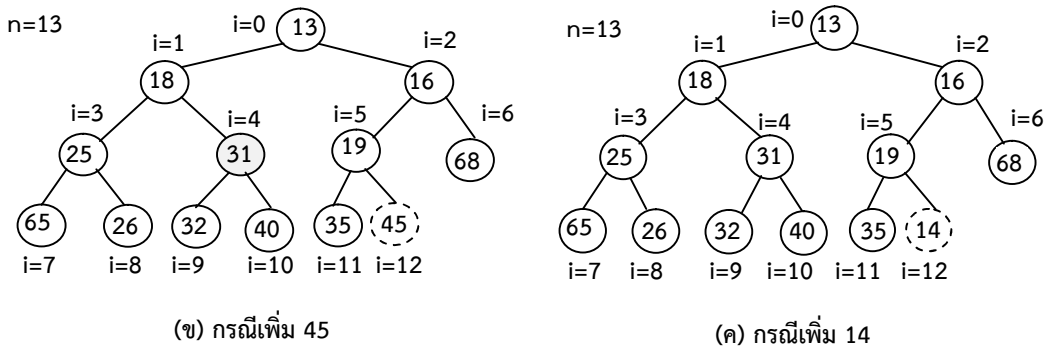 n=13
i=0
13
i=1
i=2
18
16
i=3
i=4
i=5
i=6
25
31
19
68
65
26
32
40
35
45
i=7
i=8
i=9
i=10
i=11
i=12
(ข) กรณีเพิ่ม 45
n=13
i=0
13
i=1
i=2
18
16
i=3
i=4
i=5
i=6
25
31
19
68
65
26
32
40
35
14
i=7
i=8
i=9
i=10
i=11
i=12
(ค) กรณีเพิ่ม 14